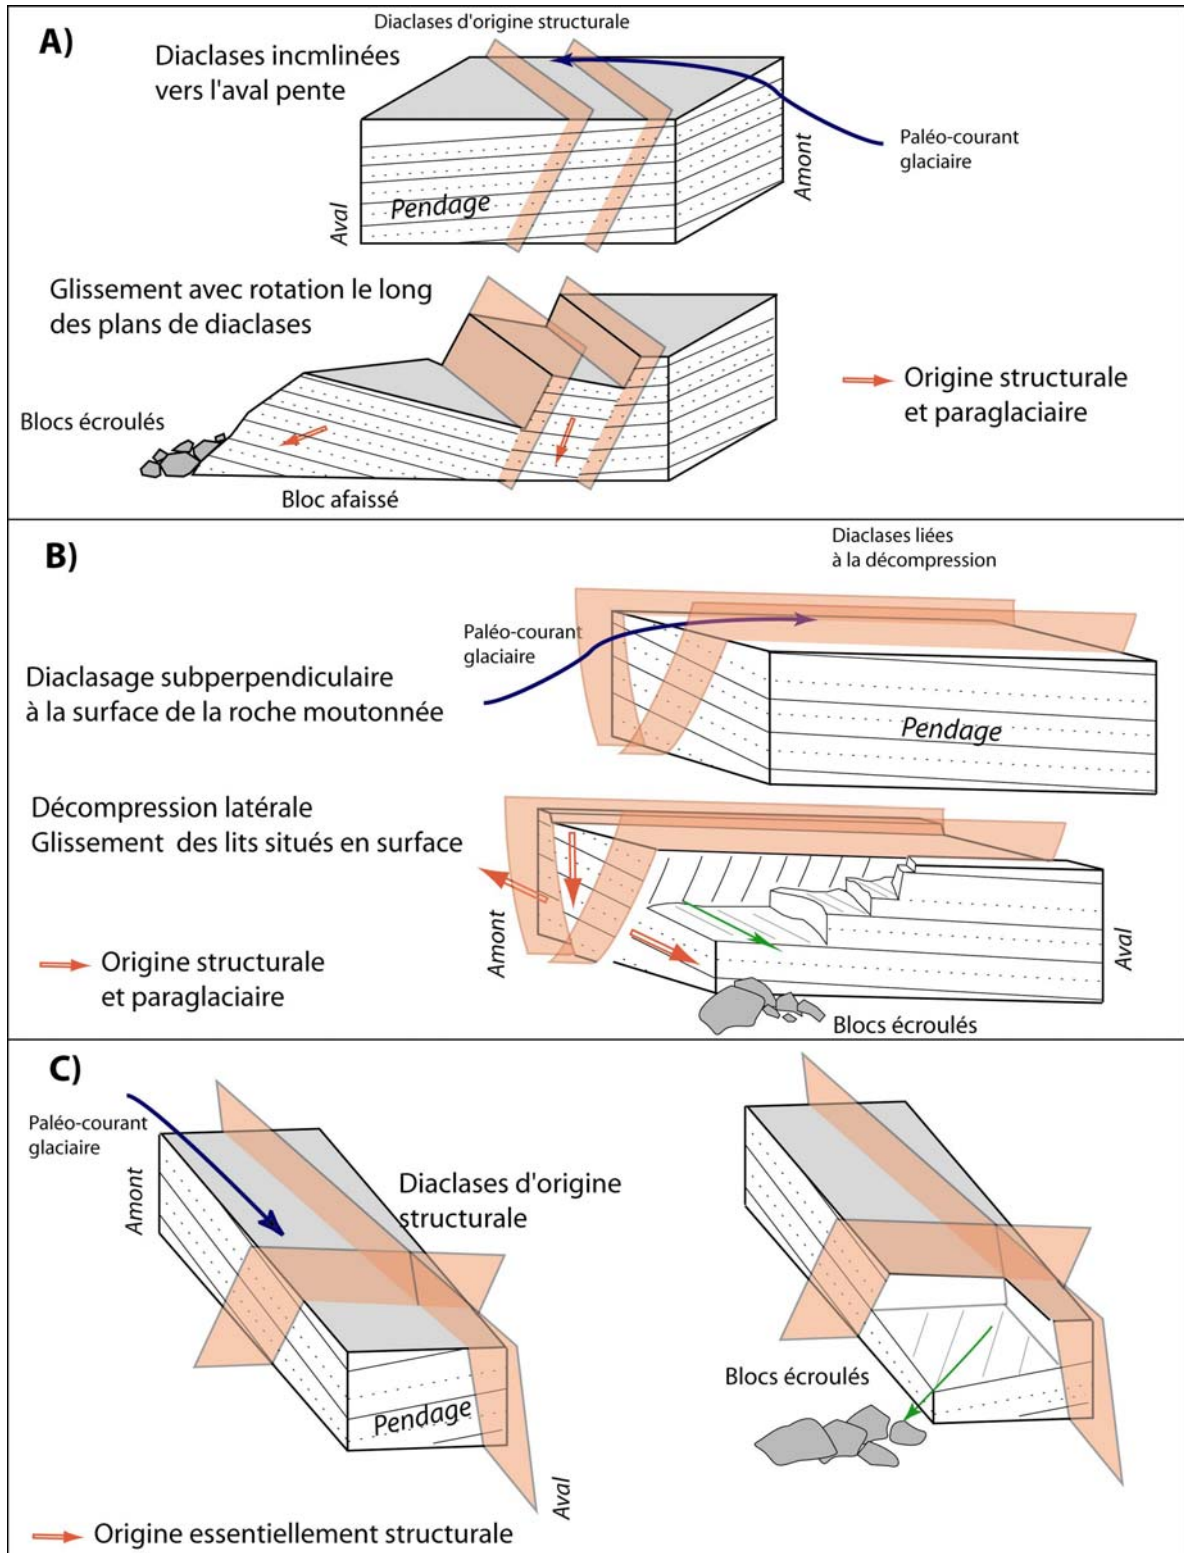 A)
Diaclases d'origine structurale
Diaclases incmlinées
vers l'aval pente
Paléo-courant
glaciaire
Amont
Aval
Pendage
Glissement avec rotation le long
des plans de diaclases
Origine structurale
et paraglaciaire
Blocs écroulés
Bloc afaissé
B)
Diaclases liées
à la décompression
Paléo-courant
glaciaire
Diaclasage subperpendiculaire
à la surface de la roche moutonnée
Pendage
Décompression latérale
Glissement des lits situés en surface
Amont
Aval
Origine structurale
et paraglaciaire
Blocs écroulés
C)
Paléo-courant
glaciaire
Amont
Diaclases d'origine
structurale
Pendage
Aval
Blocs écroulés
Origine essentiellement structurale